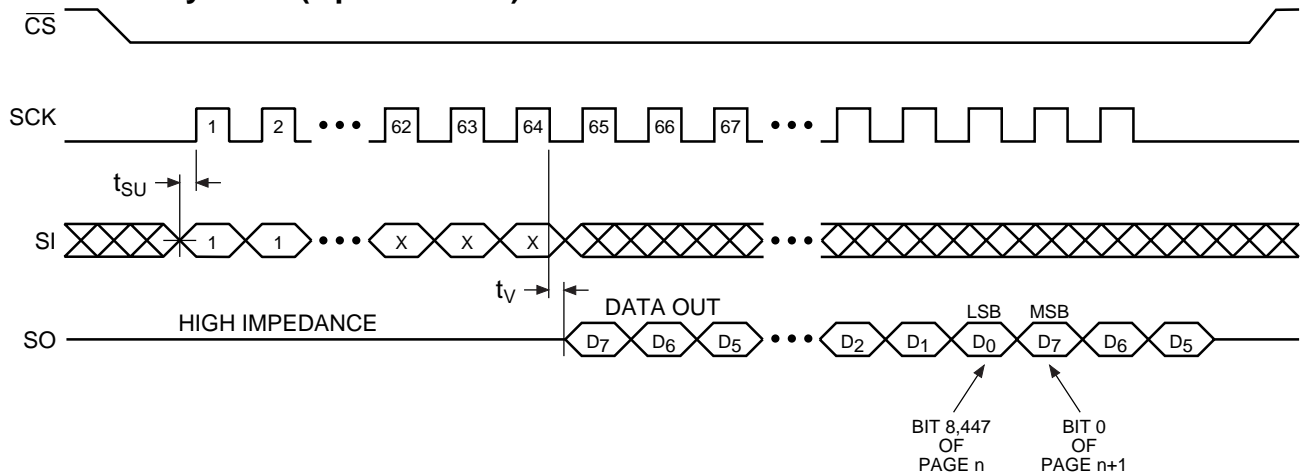 CS
SCK 1 2 ••• 62 63 64 65 66 67 •••
tSU
SI 1 1 ••• X X X •••
tV
HIGH IMPEDANCE DATA OUT LSB MSB
SO D7 D6 D5 ••• D2 D1 D0 D7 D6 D5
BIT 8,447
OF
PAGE n
BIT 0
OF
PAGE n+1